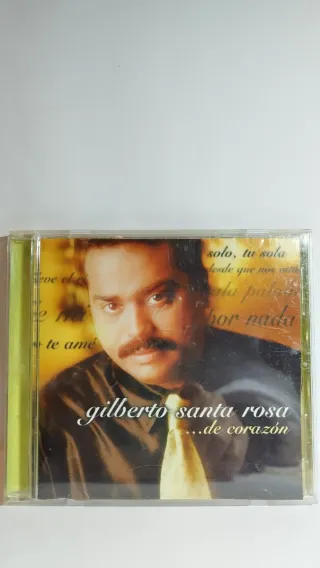 solo, tu sola
desde que nos
por nada
o te amé
gilberto santa rosa
...de corazón